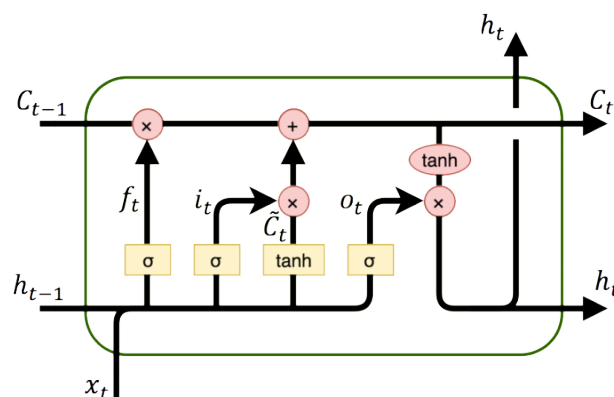 h_t
C_{t-1} × + C_t
tanh
f_t i_t × C̃_t o_t ×
σ σ tanh σ
h_{t-1} h_t
x_t